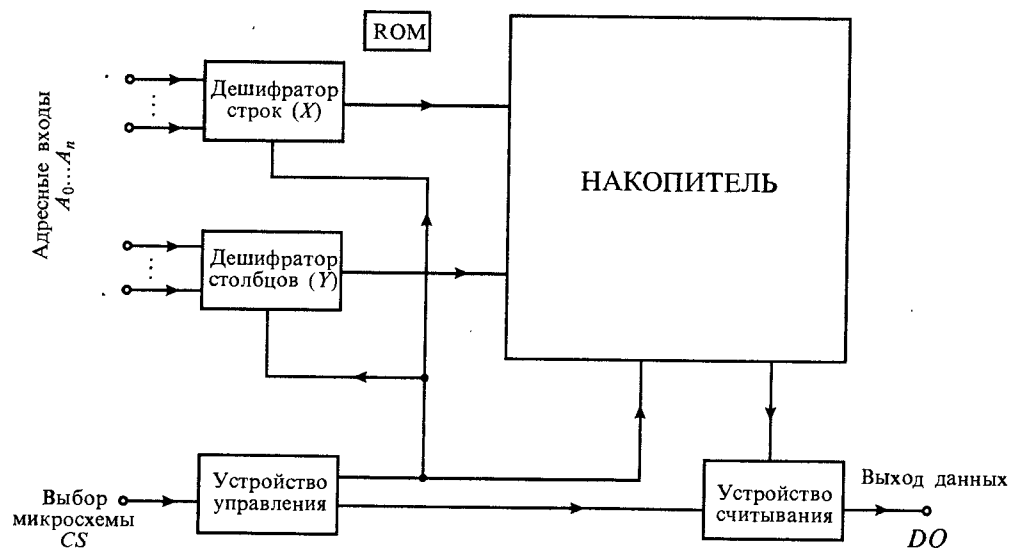 ROM
Адресные входы
A₀...Aₙ
Дешифратор
строк (X)
НАКОПИТЕЛЬ
Дешифратор
столбцов (Y)
Выбор
микросхемы
CS
Устройство
управления
Устройство
считывания
Выход данных
DO